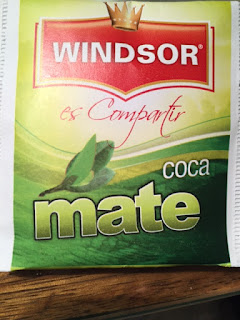 WINDSOR®
es Compartir
coca
mate